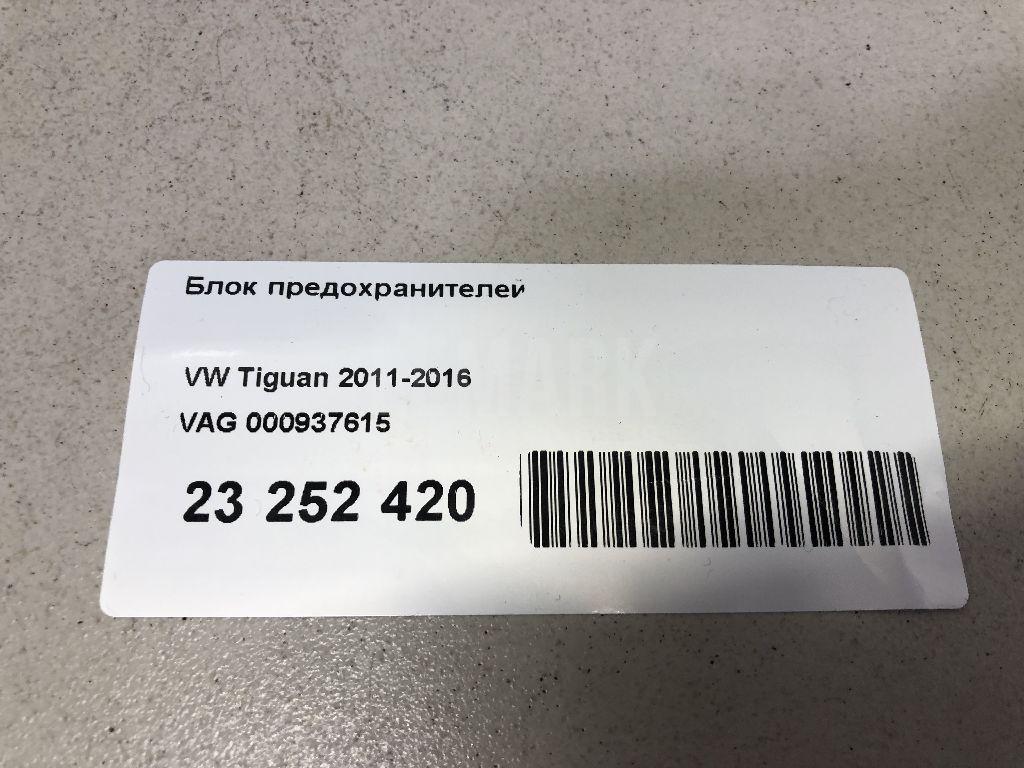 Блок предохранителей
VW Tiguan 2011-2016
VAG 000937615
23 252 420